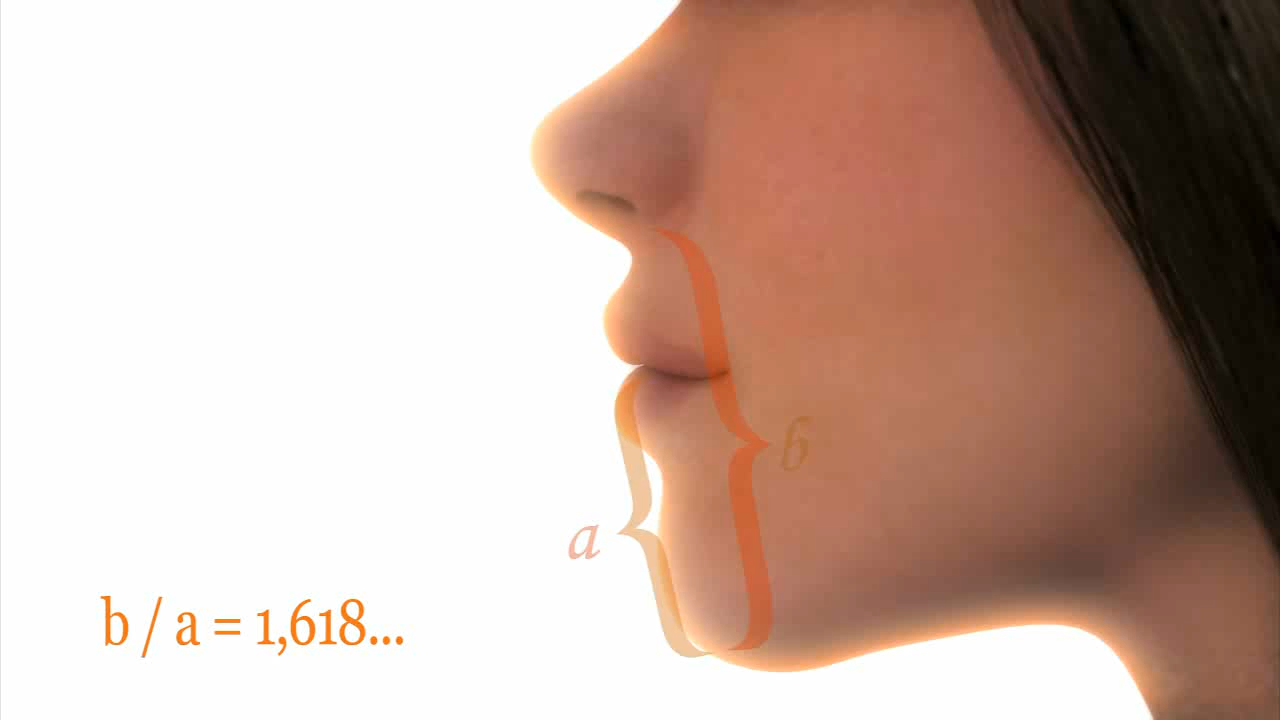 b
a
b / a = 1,618...